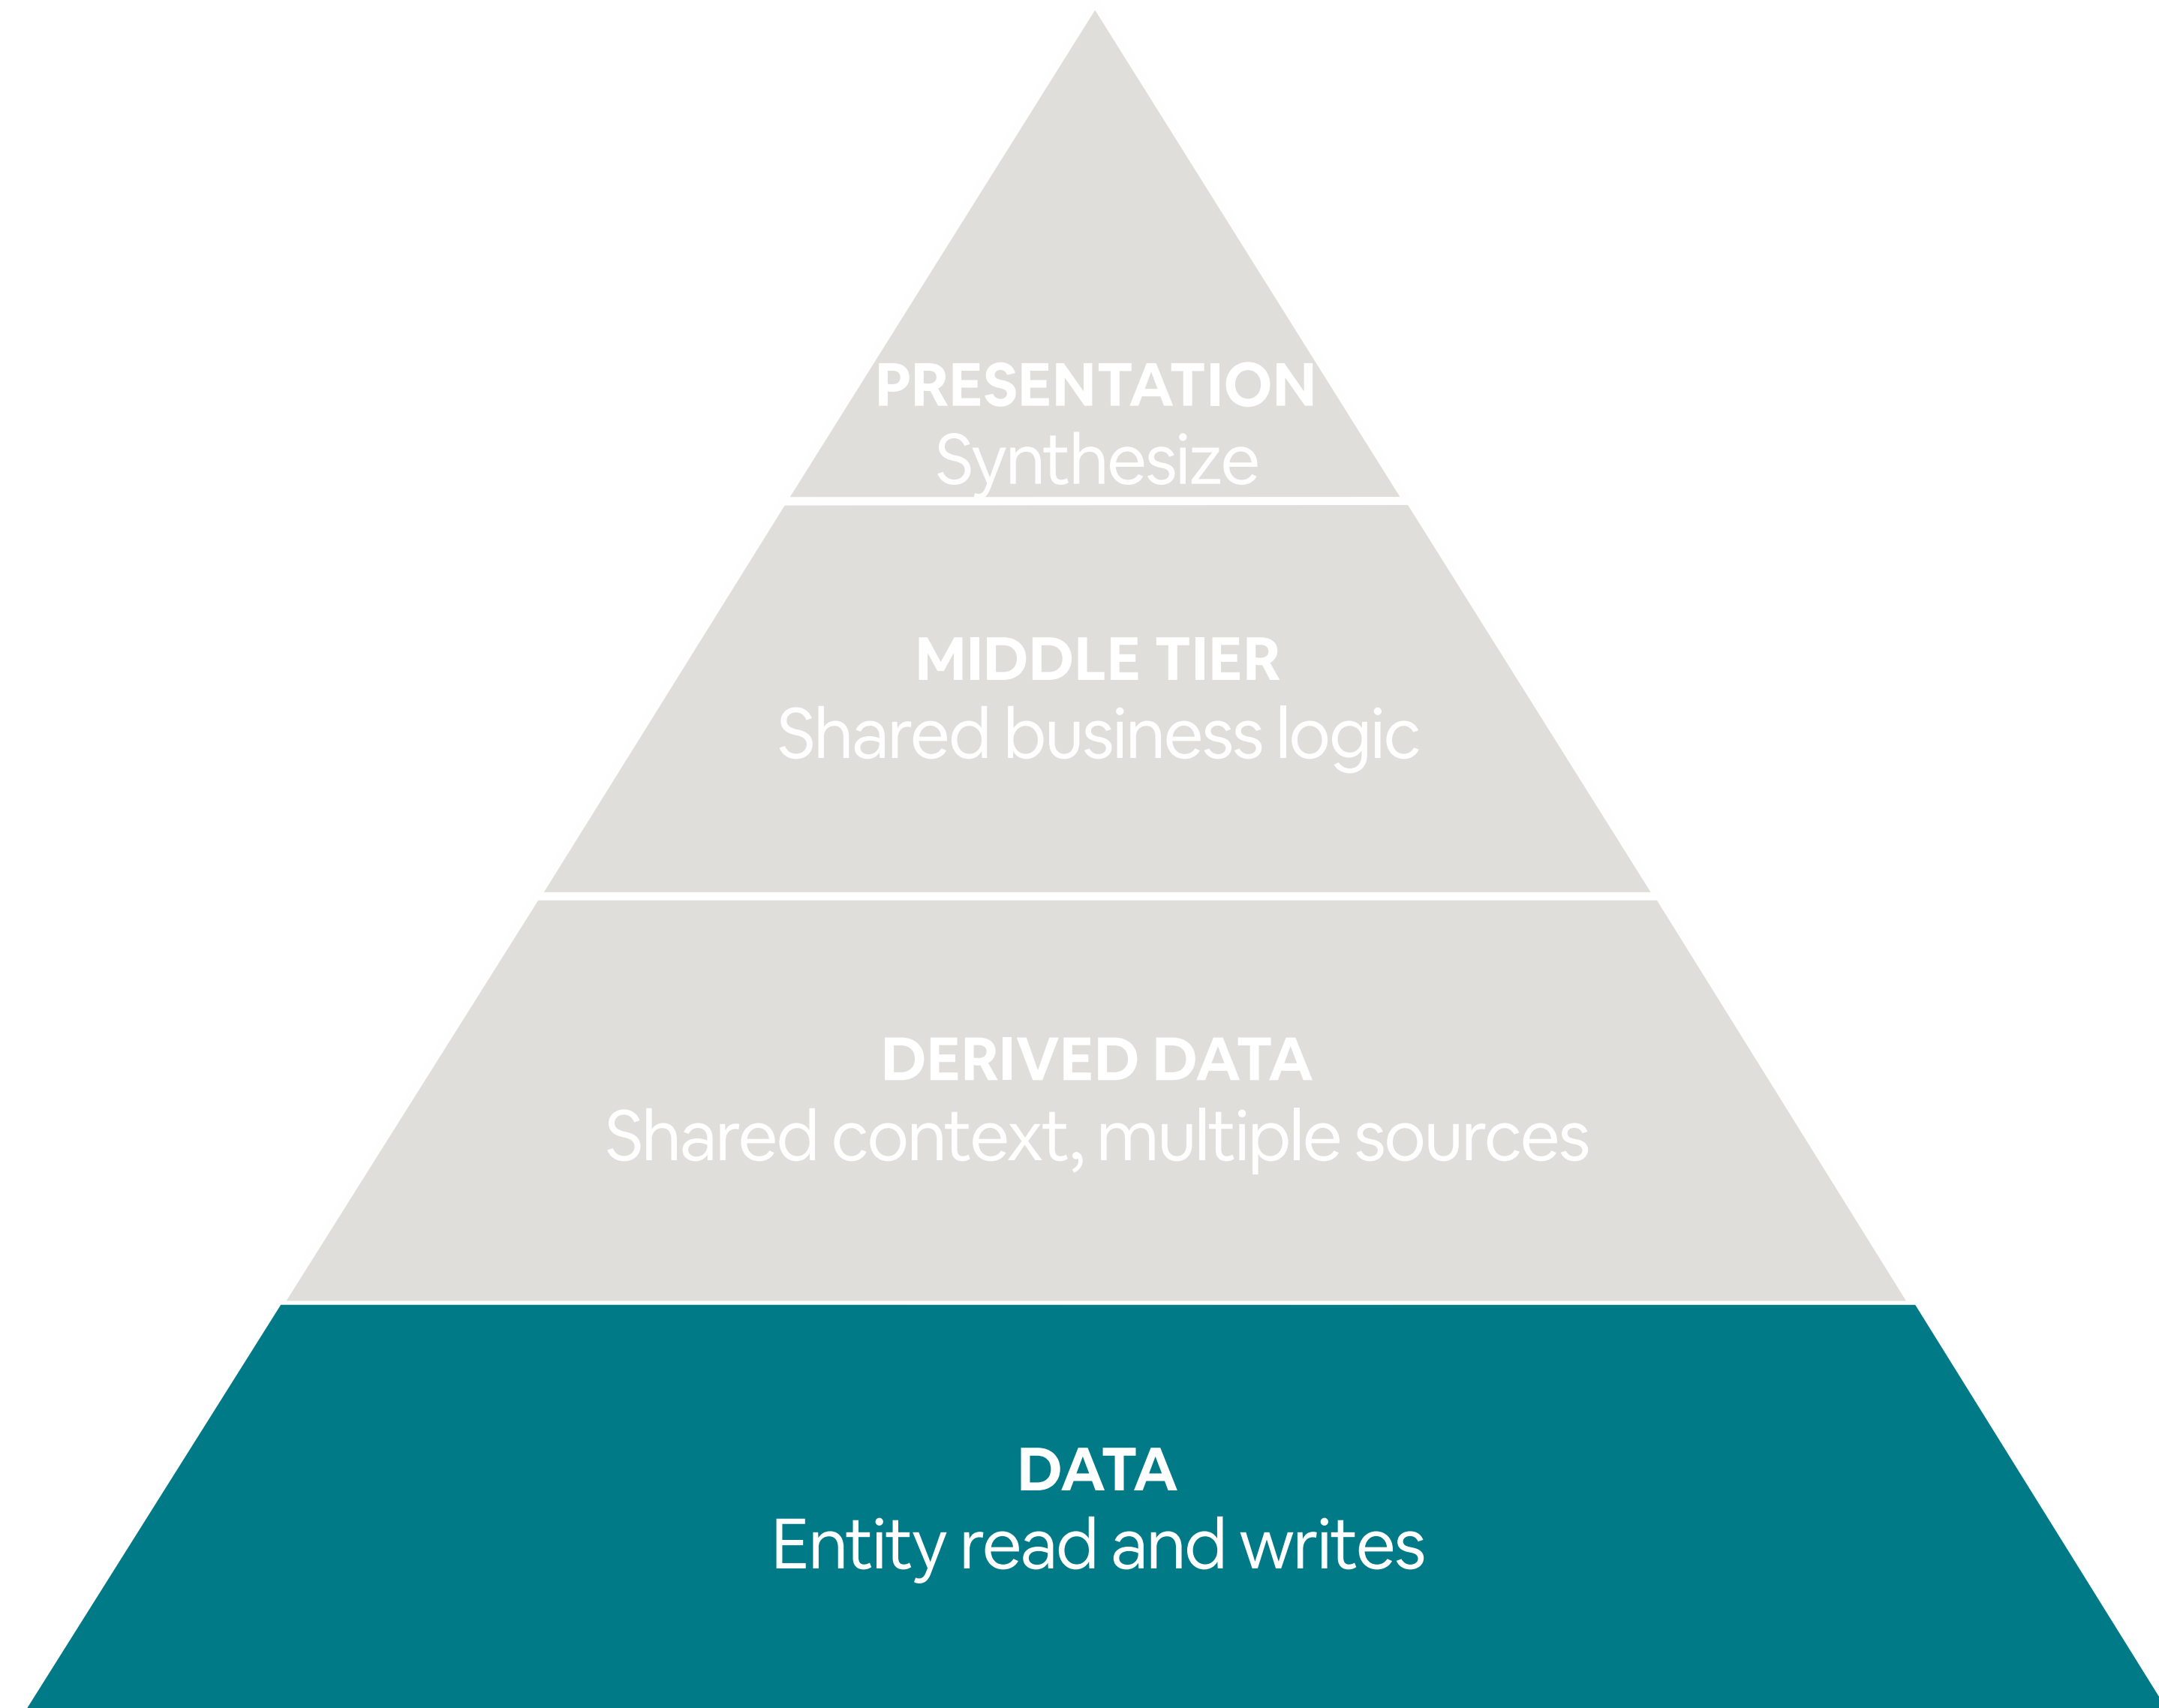 PRESENTATION
Synthesize
MIDDLE TIER
Shared business logic
DERIVED DATA
Shared context, multiple sources
DATA
Entity read and writes